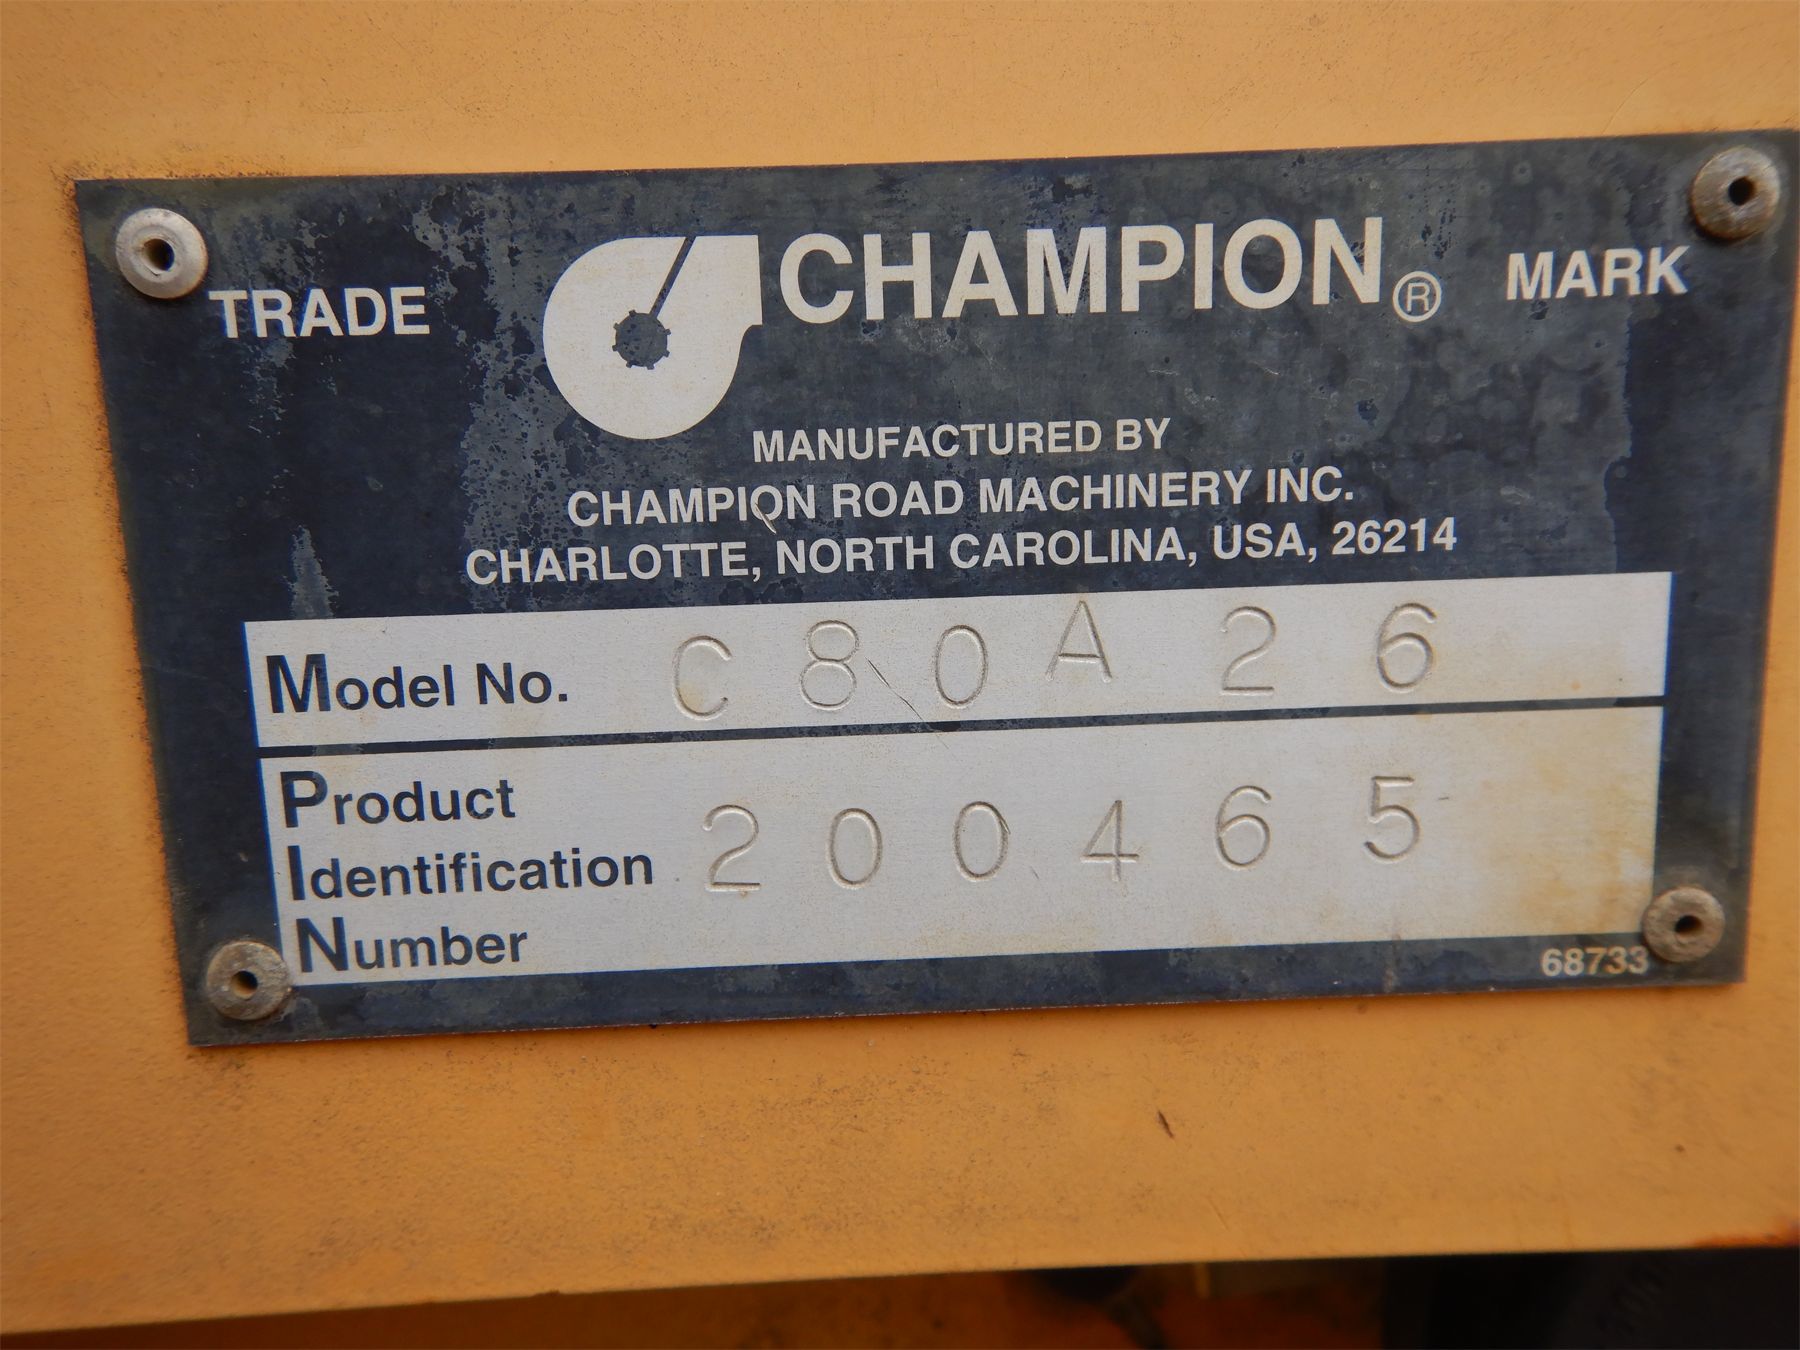 TRADE CHAMPION® MARK
MANUFACTURED BY
CHAMPION ROAD MACHINERY INC.
CHARLOTTE, NORTH CAROLINA, USA, 26214
Model No. C80A26
Product
Identification 200465
Number
68733